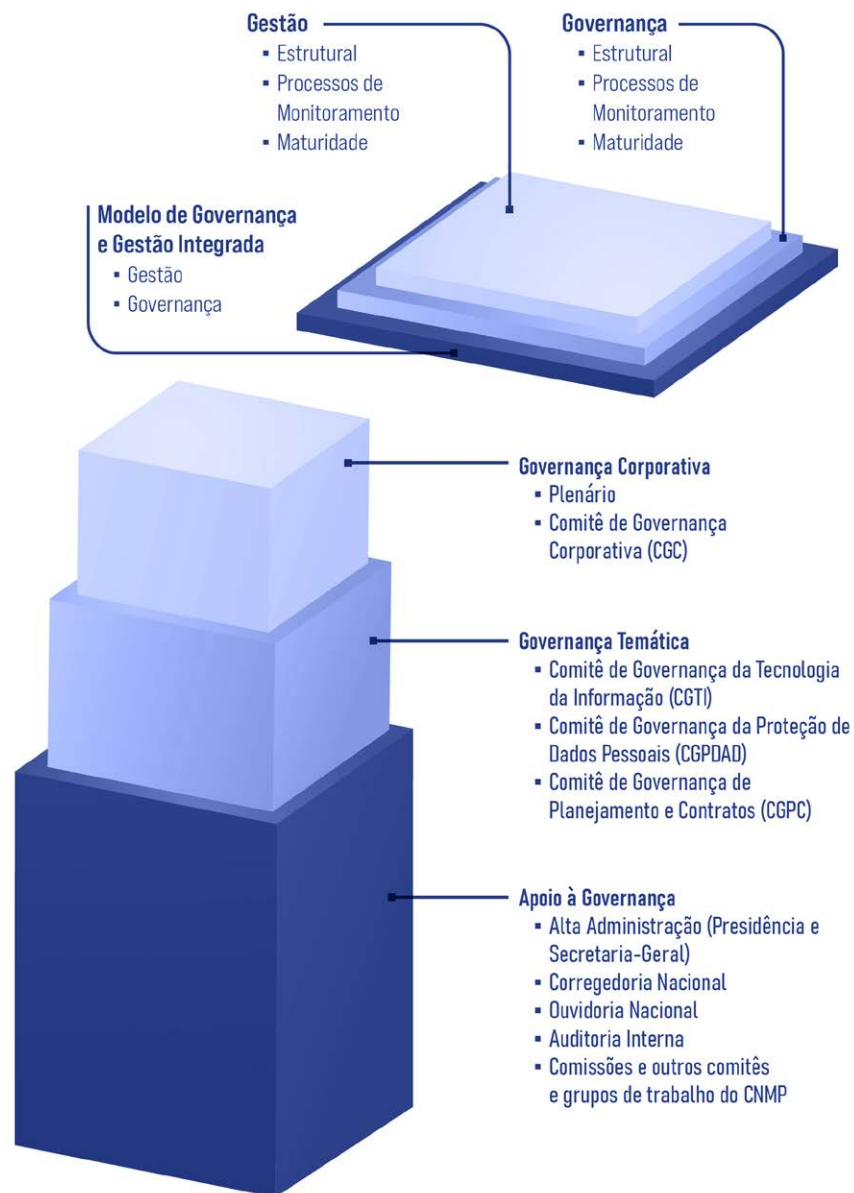 Gestão
▪ Estrutural
▪ Processos de
Monitoramento
▪ Maturidade
Governança
▪ Estrutural
▪ Processos de
Monitoramento
▪ Maturidade
Modelo de Governança
e Gestão Integrada
▪ Gestão
▪ Governança
Governança Corporativa
▪ Plenário
▪ Comitê de Governança
Corporativa (CGC)
Governança Temática
▪ Comitê de Governança da Tecnologia
da Informação (CGTI)
▪ Comitê de Governança da Proteção de
Dados Pessoais (CGPDAD)
▪ Comitê de Governança de
Planejamento e Contratos (CGPC)
Apoio à Governança
▪ Alta Administração (Presidência e
Secretaria-Geral)
▪ Corregedoria Nacional
▪ Ouvidoria Nacional
▪ Auditoria Interna
▪ Comissões e outros comitês
e grupos de trabalho do CNMP